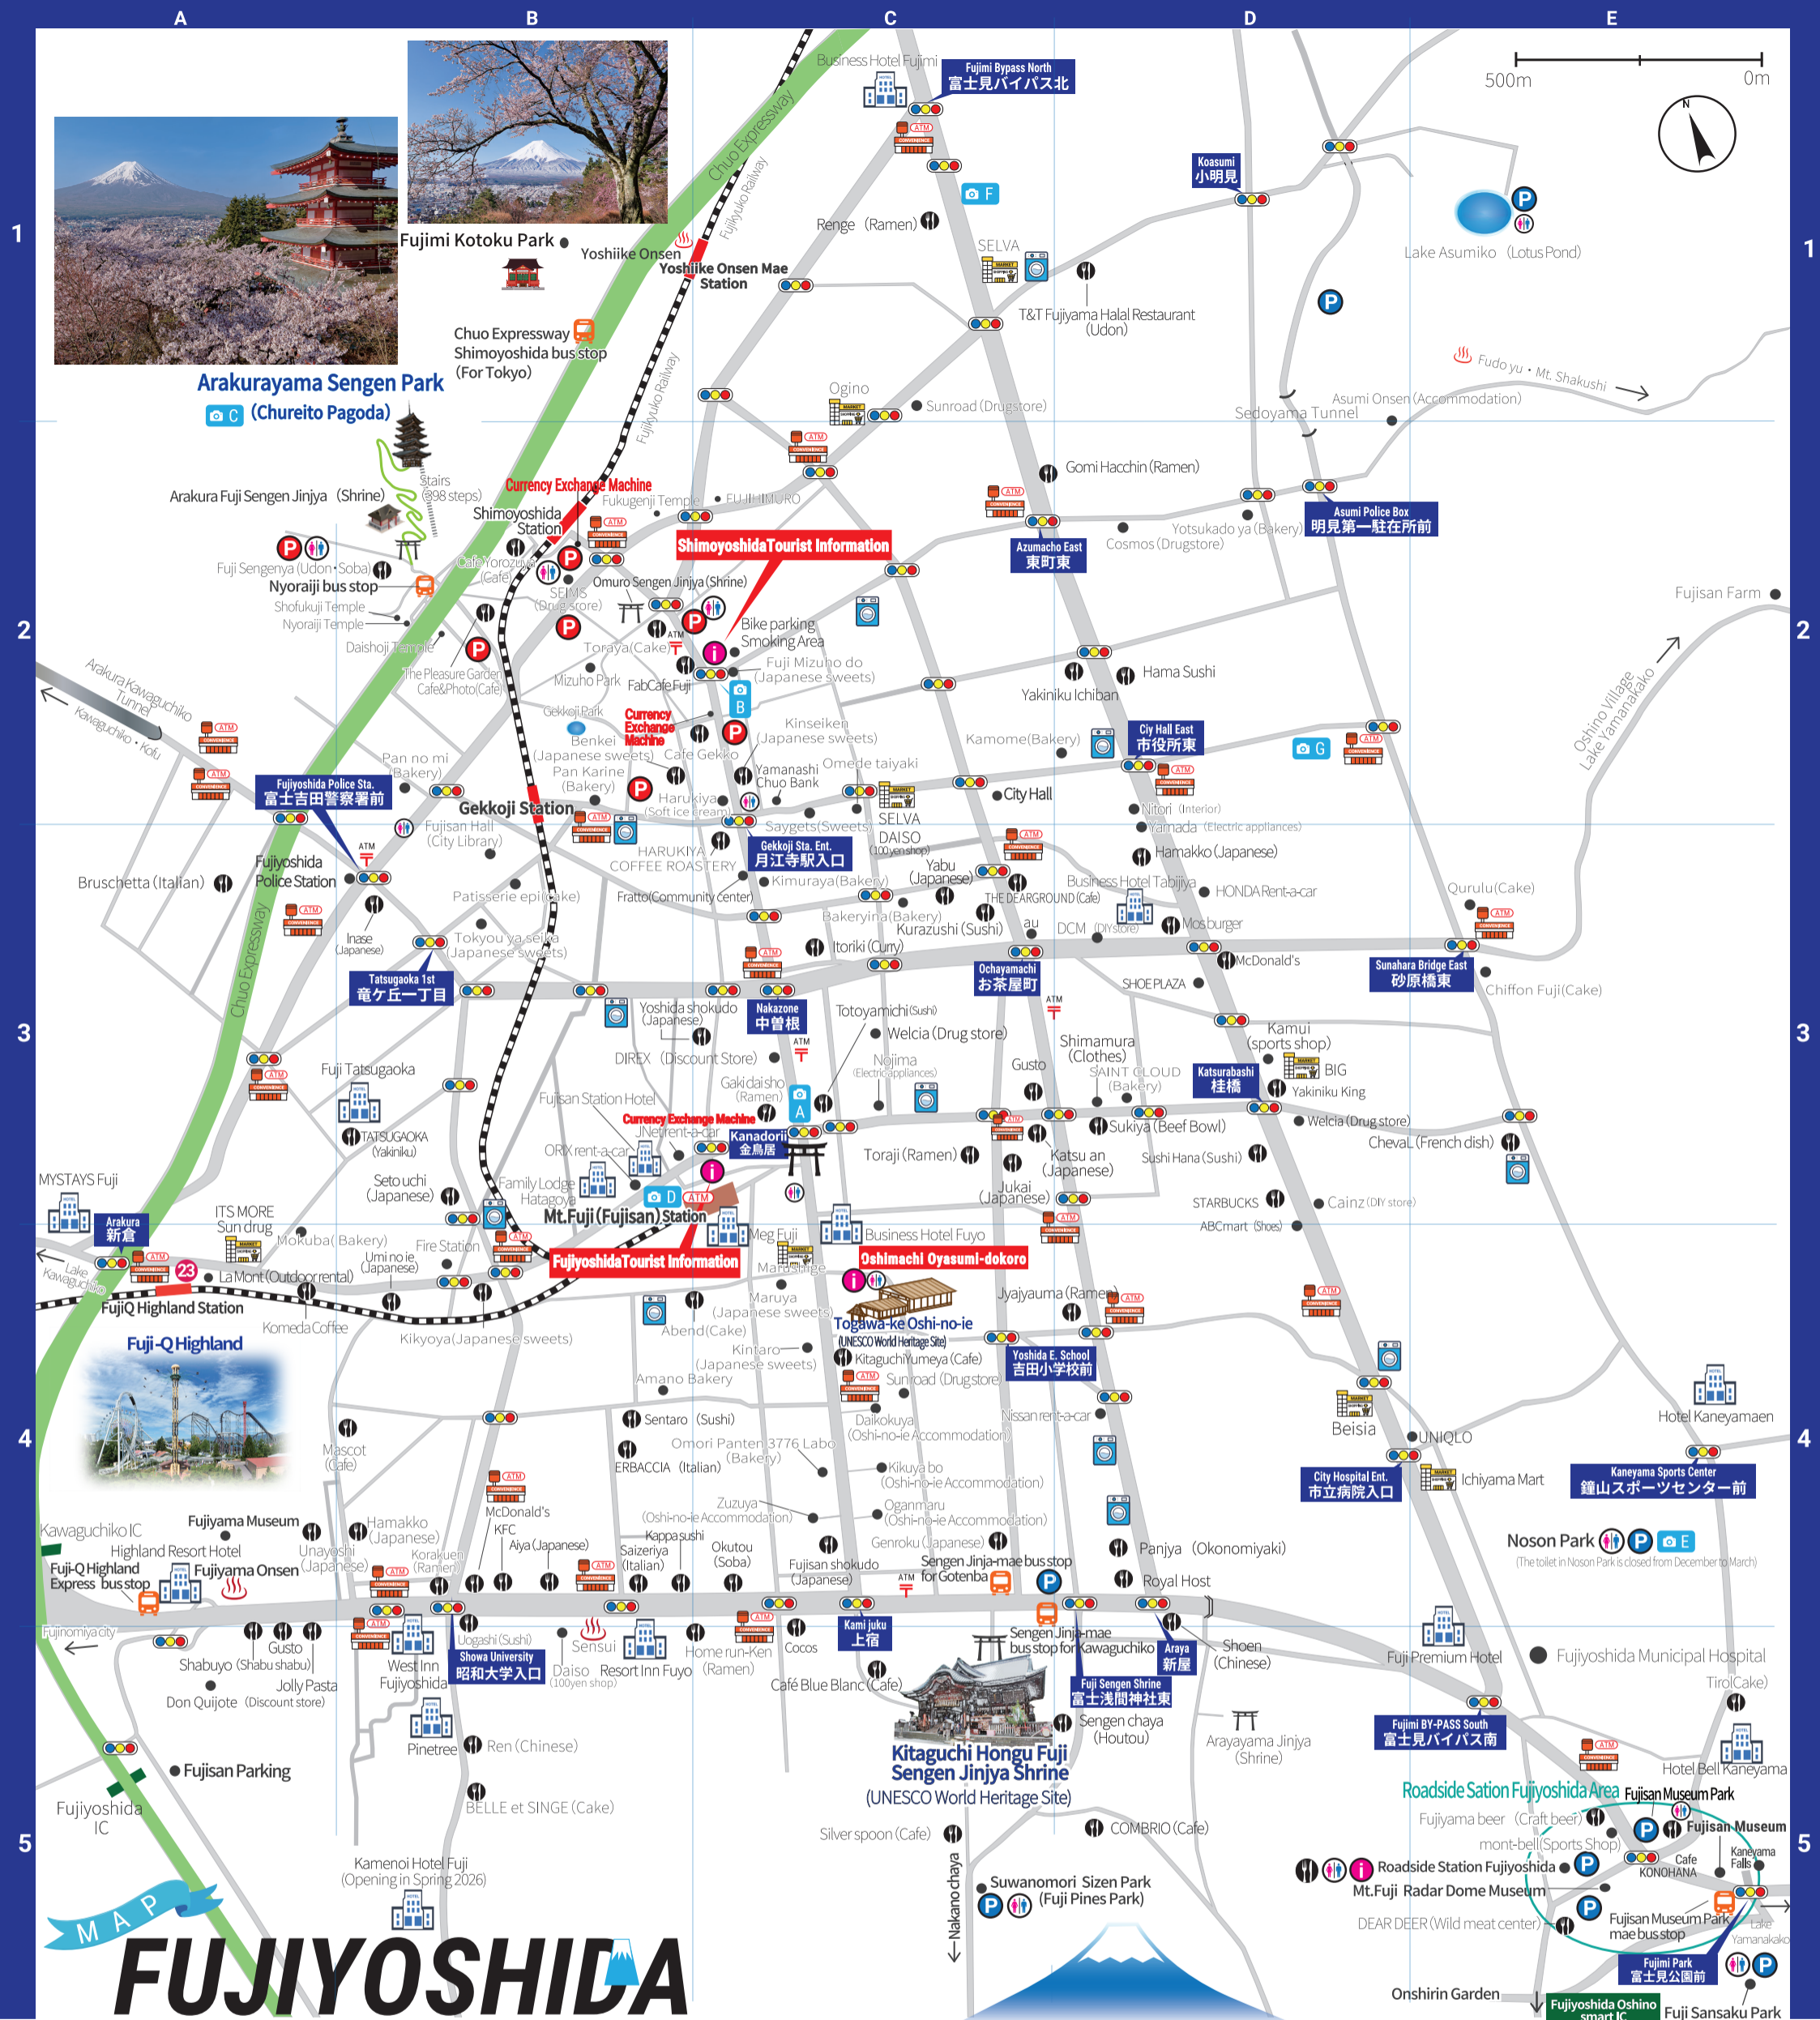 A
B
C
D
E
1
Business Hotel Fujimi
Fujimi Bypass North
富士見バイパス北
500m
0m
N
Chuo Expressway
Fujikyuko Railway
ATM
CONVENIENCE
F
Koasumi
小明見
P
Lake Asumiko (Lotus Pond)
Renge (Ramen)
SELVA
MARKET
T&T Fujiyama Halal Restaurant
(Udon)
Fujimi Kotoku Park
Yoshiike Onsen
Yoshiike Onsen Mae
Station
Chuo Expressway
Shimoyoshida bus stop
(For Tokyo)
Fujikyuko Railway
P
Fudo yu・Mt. Shakushi
Asumi Onsen (Accommodation)
Sedoyama Tunnel
Ogino
Sunroad (Drugstore)
Arakurayama Sengen Park
C
(Chureito Pagoda)
1
2
Stairs
(398 steps)
Arakura Fuji Sengen Jinjya (Shrine)
Currency Exchange Machine
Fukugenji Temple
FUJIHIMURO
Shimoyoshida
Station
Gomi Hacchin (Ramen)
Azumacho East
東町東
Cosmos (Drugstore)
Yotsukado ya (Bakery)
Asumi Police Box
明見第一駐在所前
Shimoyoshida Tourist Information
Fuji Sengenya (Udon・Soba)
Nyoraiji bus stop
Shofukuji Temple
Nyoraiji Temple
Daishoji Temple
Cafe Yorozuya
(Cafe)
SEIMS
(Drug store)
Omuro Sengen Jinjya (Shrine)
Bike parking
Smoking Area
Toraya (Cake)
ATM
Fuji Mizuho do
(Japanese sweets)
Mizuho Park
FabCafe Fuji
B
The Pleasure Garden
Cafe&Photo(Cafe)
Gekkoji Park
Currency
Exchange
Machine
Cafe Gekko
Kinseiken
(Japanese sweets)
Benkei
(Japanese sweets)
Pan Karine
(Bakery)
Yamanashi
Chuo Bank
Harukiya
(Soft ice cream)
Omede taiyaki
Saygets(Sweets)
SELVA
DAISO
(100 yen shop)
City Hall
Kamome(Bakery)
Yakiniku Ichiban
Hama Sushi
Ciy Hall East
市役所東
G
Nitori (Interior)
Yamada (Electric appliances)
Hamakko (Japanese)
Fujisan Farm
Oshino Village
Lake Yamanakako
Arakura Kawaguchiko
Tunnel
Kawaguchiko・Kofu
Pan no mi
(Bakery)
Fujiyoshida Police Sta.
富士吉田警察署前
Gekkoji Station
Fujisan Hall
(City Library)
2
3
Fujiyoshida
Police Station
ATM
Bruschetta (Italian)
Inase
(Japanese)
Patisserie epi(cake)
Tokyou ya seika
(Japanese sweets)
Tatsugaoka 1st
竜ケ丘一丁目
HARUKIYA
COFFEE ROASTERY
Gekkoji Sta. Ent.
月江寺駅入口
Kimuraya(Bakery)
Fratto(Community center)
Bakeryina(Bakery)
Yabu
(Japanese)
THE DEARGROUND (Cafe)
Kurazushi (Sushi)
Itoriki (Curry)
au
DCM (DIY store)
Business Hotel Tabijiya
HONDA Rent-a-car
Mos burger
McDonald's
SHOE PLAZA
Qurulu(Cake)
Sunahara Bridge East
砂原橋東
Chiffon Fuji(Cake)
Ochayamachi
お茶屋町
ATM
Nakazone
中曽根
ATM
Yoshida shokudo
(Japanese)
DIREX (Discount Store)
Totoyamichi(Sushi)
Welcia (Drug store)
Nojima
(Electric appliances)
Gaki dai sho
(Ramen)
A
Shimamura
(Clothes)
SAINT CLOUD
(Bakery)
Gusto
Kamui
(sports shop)
BIG
Katsurabashi
桂橋
Yakiniku King
Welcia (Drug store)
Sukiya (Beef Bowl)
CHevaL (French dish)
Sushi Hana (Sushi)
Fuji Tatsugaoka
Fujisan Station Hotel
Currency Exchange Machine
JNet rent-a-car
ORIX rent-a-car
Kanadorii
金鳥居
Toraji (Ramen)
Katsu an
(Japanese)
Jukai
(Japanese)
TATSUGAOKA
(Yakiniku)
Seto uchi
(Japanese)
Family Lodge
Hatagoya
D
ATM
Mt.Fuji (Fujisan) Station
Meg Fuji
Business Hotel Fuyo
STARBUCKS
Cainz (DIY store)
ABCmart (Shoes)
MYSTAYS Fuji
Arakura
新倉
ITS MORE
Sun drug
Mokuba( Bakery)
Umi no ie
(Japanese)
Fire Station
Fujiyoshida Tourist Information
Marushige
Oshimachi Oyasumi-dokoro
Lake
Kawaguchiko
23
La Mont (Outdoor rental)
FujiQ Highland Station
Komeda Coffee
Kikyoya(Japanese sweets)
Abend(Cake)
Maruya
(Japanese sweets)
Togawa-ke Oshi-no-ie
(UNESCO World Heritage Site)
Jyajyauma (Ramen)
Yoshida E. School
吉田小学校前
Kintaro
(Japanese sweets)
Kitaguchi Yumeya (Cafe)
Sun road (Drug store)
Amano Bakery
Nissan rent-a-car
Daikokuya
(Oshi-no-ie Accommodation)
Beisia
UNIQLO
Hotel Kaneyamaen
4
Fuji-Q Highland
Mascot
(Cafe)
Sentaro (Sushi)
ERBACCIA (Italian)
Omori Panten 3776 Labo
(Bakery)
Kikuya bo
(Oshi-no-ie Accommodation)
City Hospital Ent.
市立病院入口
Ichiyama Mart
Kaneyama Sports Center
鐘山スポーツセンター前
Zuzuya
(Oshi-no-ie Accommodation)
Oganmaru
(Oshi-no-ie Accommodation)
Genroku (Japanese)
Noson Park
E
(The toilet in Noson Park is closed from December to March)
Kawaguchiko IC
Fujiyama Museum
Highland Resort Hotel
Fuji-Q Highland
Express bus stop
Fujiyama Onsen
Unayoshi
(Japanese)
Hamakko
(Japanese)
Korakuen
(Ramen)
McDonald's
KFC
Aiya (Japanese)
Saizeriya
(Italian)
Kappa sushi
Okutou
(Soba)
Fujisan shokudo
(Japanese)
ATM
Sengen Jinja-mae bus stop
for Gotenba
Panjya (Okonomiyaki)
Royal Host
Fujinomiya city
Shabuyo (Shabu shabu)
Gusto
Jolly Pasta
Don Quijote (Discount store)
West Inn
Fujiyoshida
Uogashi (Sushi)
Showa University
昭和大学入口
Daiso
(100yen shop)
Sensui
Resort Inn Fuyo
Home run-Ken
(Ramen)
Cocos
Kami juku
上宿
Café Blue Blanc (Cafe)
Sengen Jinja-mae
bus stop for Kawaguchiko
Araya
新屋
Shoen
(Chinese)
Fuji Sengen Shrine
富士浅間神社東
Sengen chaya
(Houtou)
Arayayama Jinjya
(Shrine)
Fuji Premium Hotel
Fujiyoshida Municipal Hospital
Tirol(Cake)
Fujimi BY-PASS South
富士見バイパス南
Hotel Bell Kaneyama
Pinetree
Ren (Chinese)
BELLE et SINGE (Cake)
Kitaguchi Hongu Fuji
Sengen Jinjya Shrine
(UNESCO World Heritage Site)
Fujisan Parking
Fujiyoshida
IC
5
Silver spoon (Cafe)
COMBRIO (Cafe)
Nakanochaya
Suwanomori Sizen Park
(Fuji Pines Park)
Kamenoi Hotel Fuji
(Opening in Spring 2026)
Roadside Sation Fujiyoshida Area
Fujisan Museum Park
Fujiyama beer (Craft beer)
Fujisan Museum
mont-bell(Sports Shop)
Cafe
KONOHANA
Kaneyama
Falls
Roadside Station Fujiyoshida
Mt.Fuji Radar Dome Museum
DEAR DEER (Wild meat center)
Fujisan Museum Park
mae bus stop
Lake
Yamanakako
Fujimi Park
富士見公園前
Onshirin Garden
Fujiyoshida Oshino
smart IC
Fuji Sansaku Park
MAP
FUJIYOSHIDA